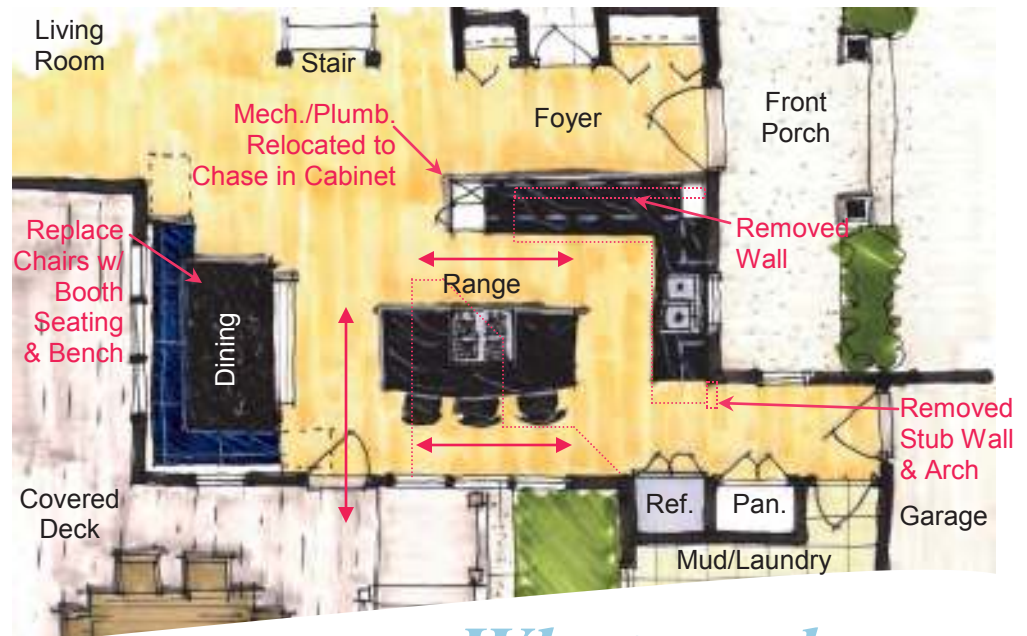 Living
Room
Stair
Mech./Plumb.
Relocated to
Chase in Cabinet
Foyer
Front
Porch
Replace
Chairs w/
Booth
Seating
& Bench
Removed
Wall
Range
Dining
Removed
Stub Wall
& Arch
Covered
Deck
Ref.
Pan.
Garage
Mud/Laundry